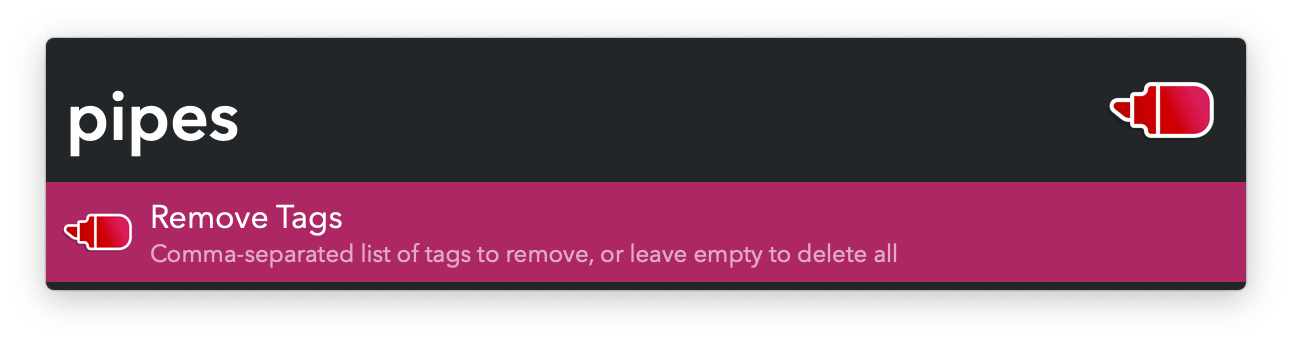 pipes
Remove Tags
Comma-separated list of tags to remove, or leave empty to delete all